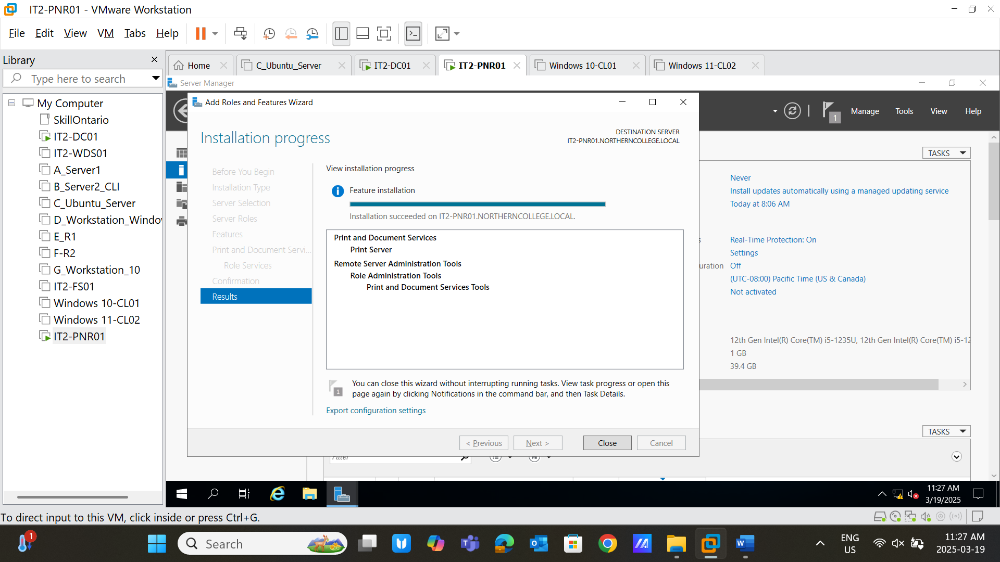 IT2-PNR01 - VMware Workstation
File Edit View VM Tabs Help
Library
Type here to search
My Computer
SkillOntario
IT2-DC01
IT2-WDS01
A_Server1
B_Server2_CLI
C_Ubuntu_Server
D_Workstation_Windo
E_R1
F-R2
G_Workstation_10
IT2-FS01
Windows 10-CL01
Windows 11-CL02
IT2-PNR01
Home C_Ubuntu_Server IT2-DC01 IT2-PNR01 Windows 10-CL01 Windows 11-CL02
Server Manager
1 Manage Tools View Help
Add Roles and Features Wizard
Installation progress
DESTINATION SERVER
IT2-PNR01.NORTHERNCOLLEGE.LOCAL
Before You Begin
Installation Type
Server Selection
Server Roles
Features
Print and Document Servi...
Role Services
Confirmation
Results
View installation progress
Feature installation
Installation succeeded on IT2-PNR01.NORTHERNCOLLEGE.LOCAL.
Print and Document Services
Print Server
Remote Server Administration Tools
Role Administration Tools
Print and Document Services Tools
1
You can close this wizard without interrupting running tasks. View task progress or open this
page again by clicking Notifications in the command bar, and then Task Details.
Export configuration settings
< Previous Next > Close Cancel
TASKS
Never
Install updates automatically using a managed updating service
Today at 8:06 AM
s Real-Time Protection: On
Settings
uration Off
(UTC-08:00) Pacific Time (US & Canada)
Not activated
12th Gen Intel(R) Core(TM) i5-1235U, 12th Gen Intel(R) Core(TM) i5-12
1 GB
39.4 GB
TASKS
Filter
11:27 AM
3/19/2025
To direct input to this VM, click inside or press Ctrl+G.
1
Search
ENG
US
11:27 AM
2025-03-19